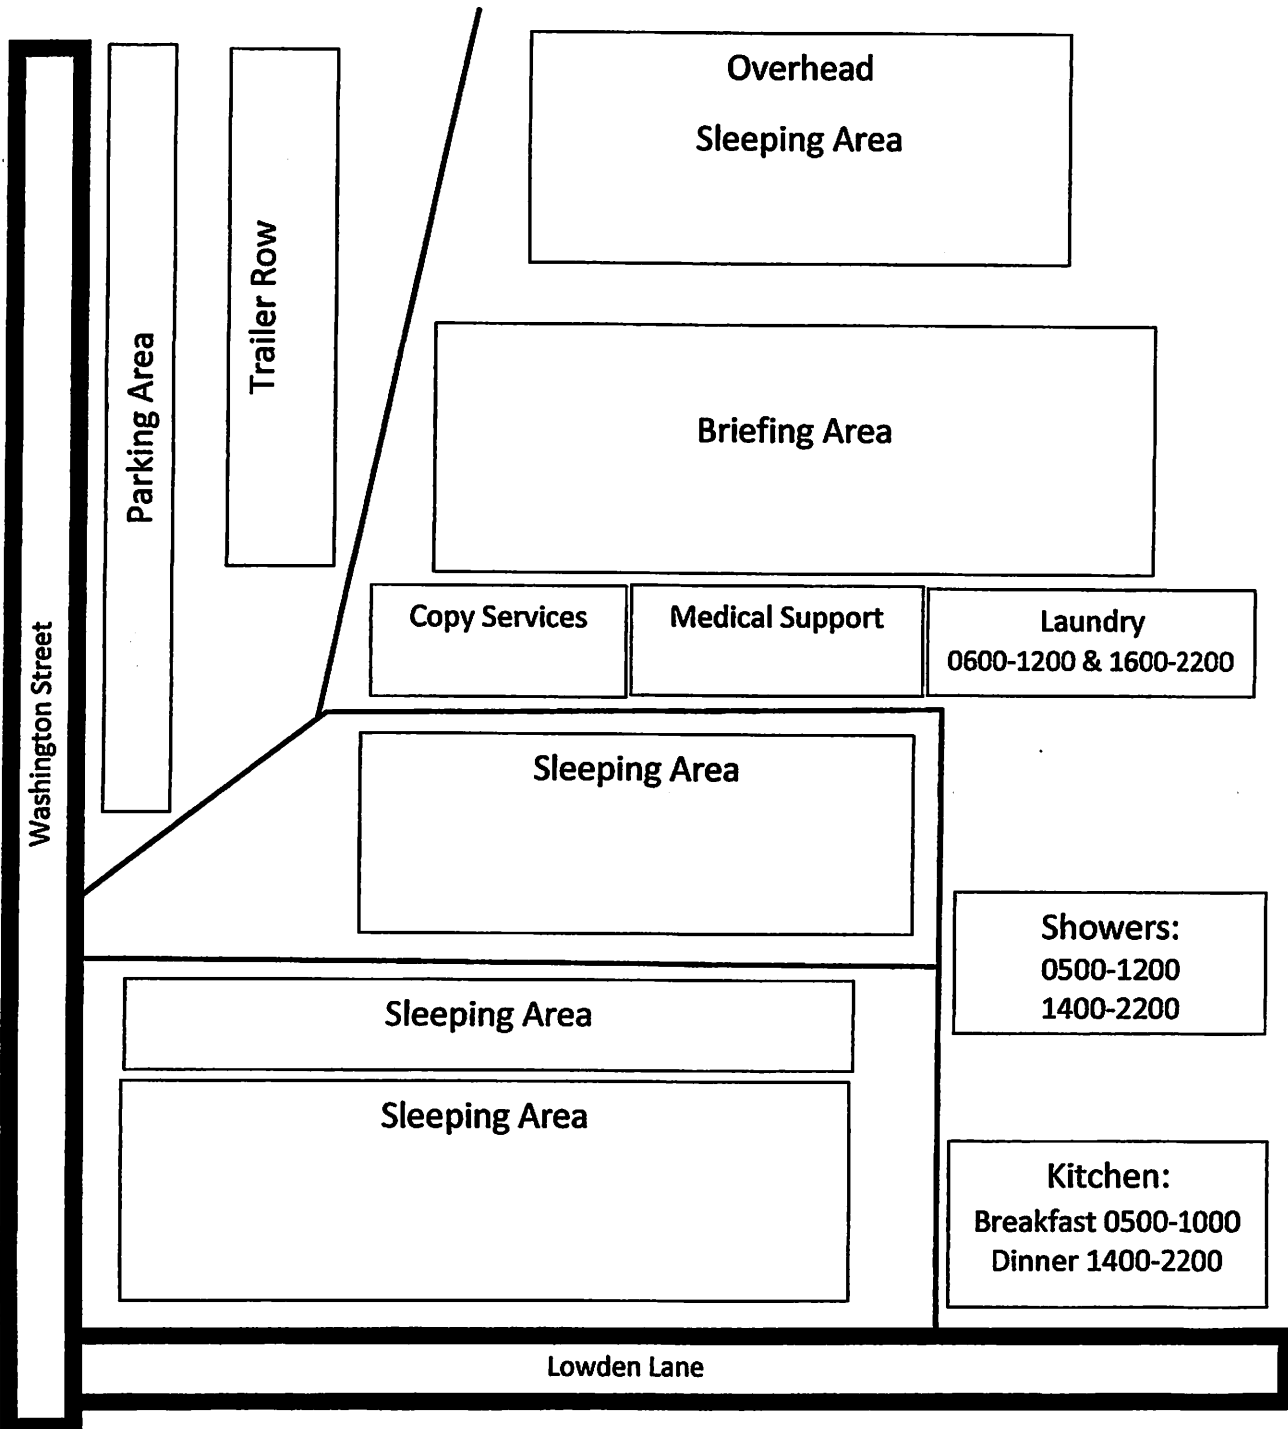 Overhead
Sleeping Area
Trailer Row
Parking Area
Briefing Area
Copy Services
Medical Support
Laundry
0600-1200 & 1600-2200
Washington Street
Sleeping Area
Showers:
0500-1200
1400-2200
Sleeping Area
Sleeping Area
Kitchen:
Breakfast 0500-1000
Dinner 1400-2200
Lowden Lane